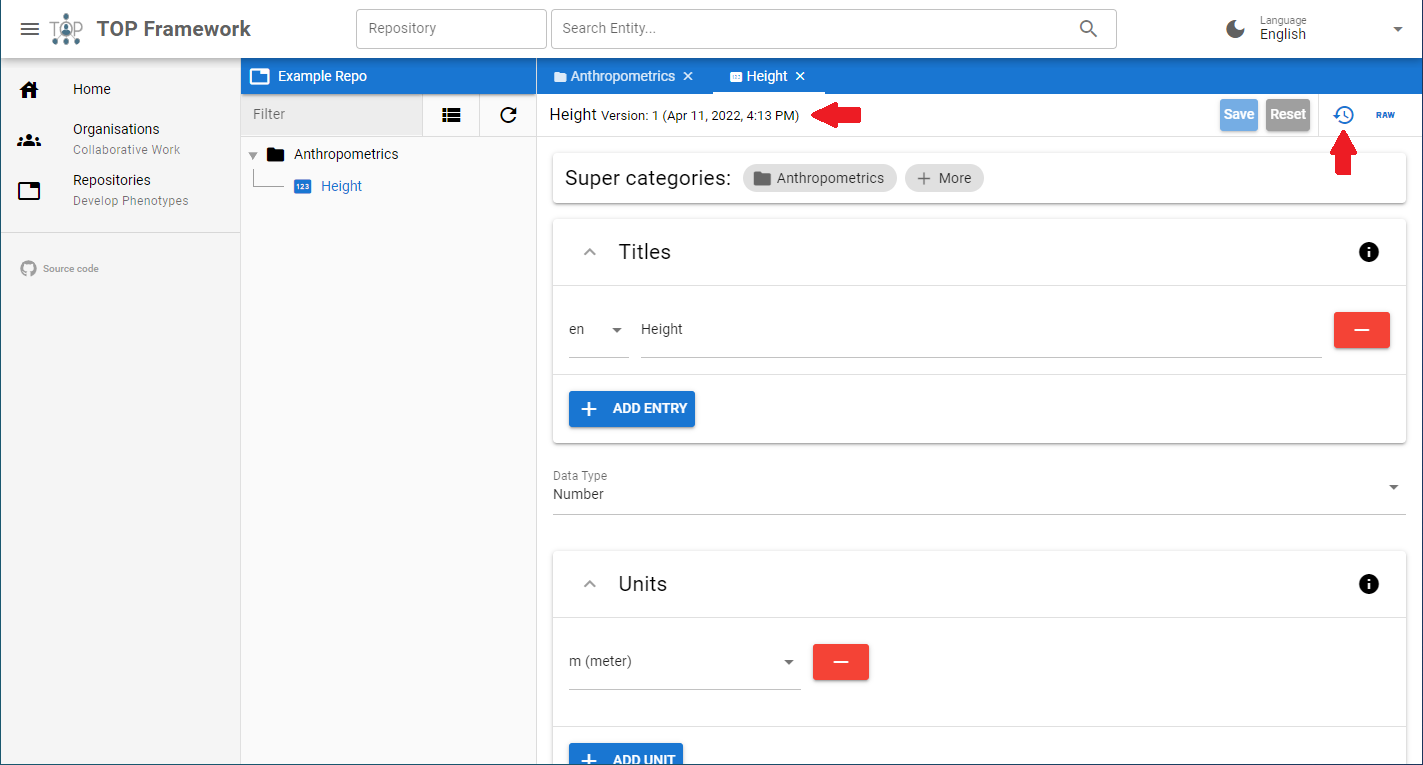 TOP
TOP Framework
Repository
Search Entity...
Language
English
Home
Organisations
Collaborative Work
Repositories
Develop Phenotypes
Source code
Example Repo
Filter
Anthropometrics
123 Height
Anthropometrics
Height
Height Version: 1 (Apr 11, 2022, 4:13 PM)
Save
Reset
RAW
Super categories:
Anthropometrics
More
Titles
en
Height
ADD ENTRY
Data Type
Number
Units
m (meter)
ADD UNIT